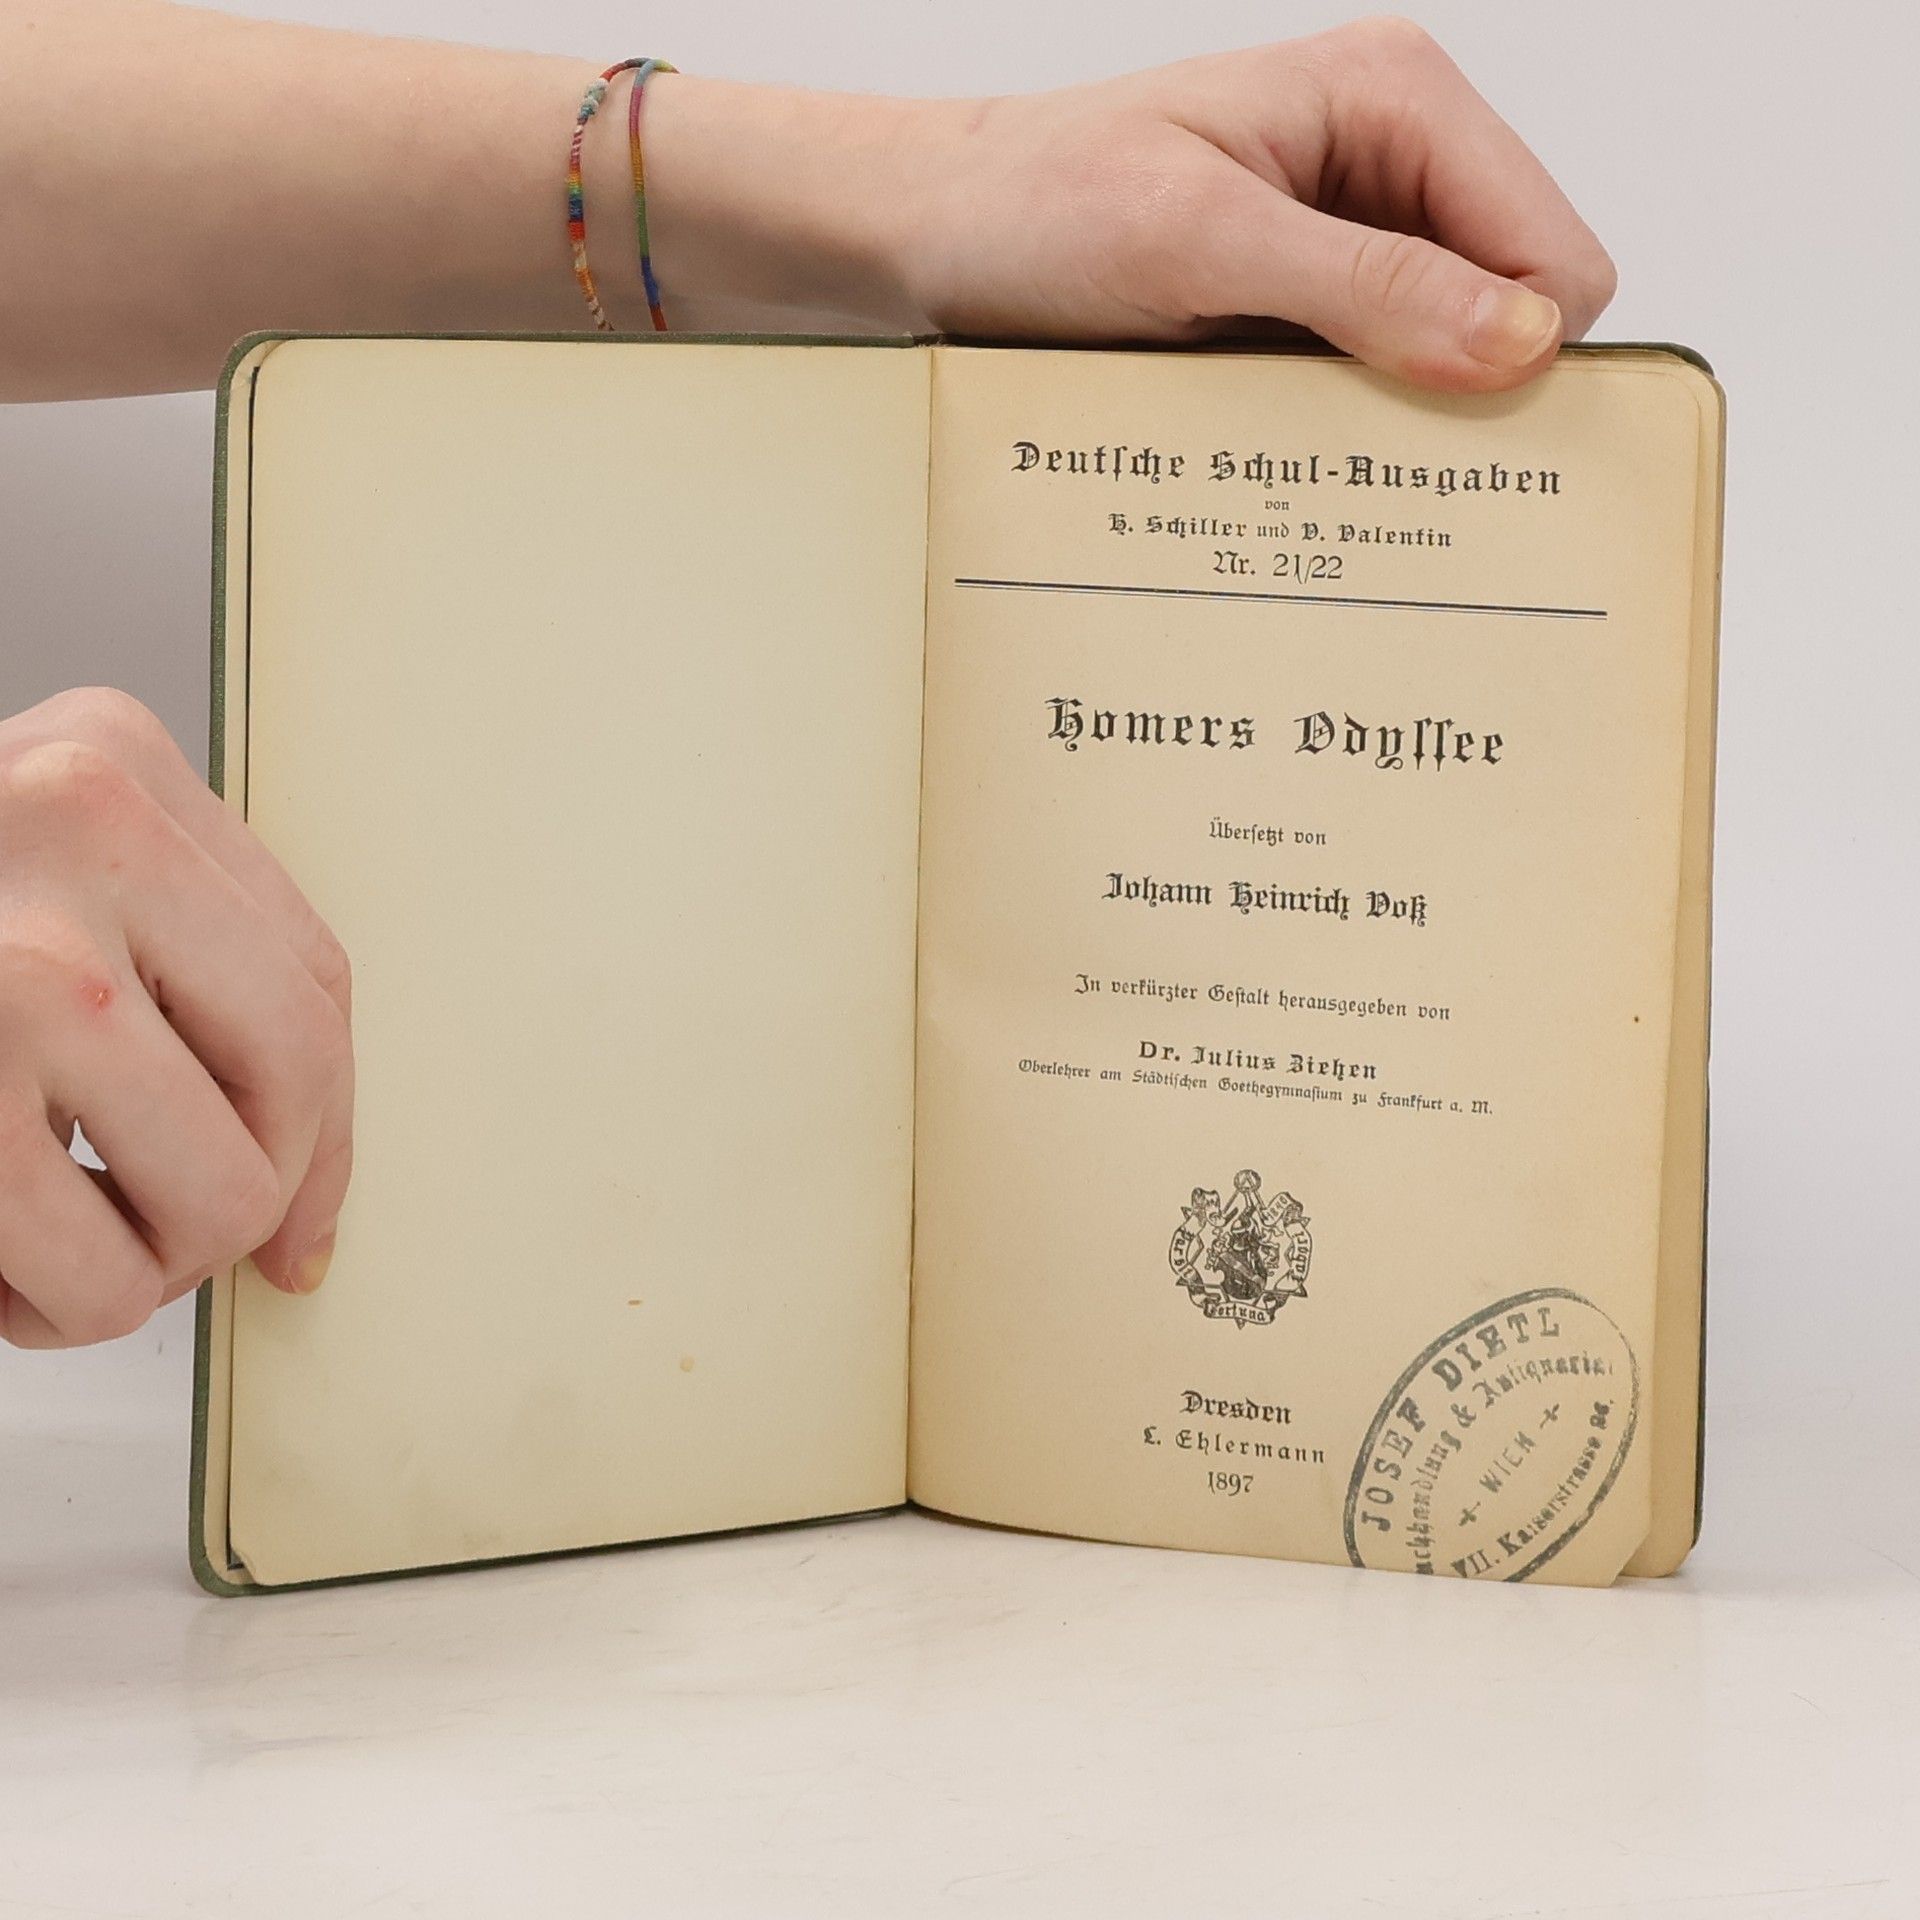 Deutſche Schul-Ausgaben
von
H. Schiller und V. Valentin
Nr. 21/22
Homers Odyſſee
Überſetzt von
Johann Heinrich Voß
In verkürzter Geſtalt herausgegeben von
Dr. Julius Ziehen
Oberlehrer am Städtiſchen Goethegymnaſium zu Frankfurt a. M.
1840
labori
Fortuna
Dresden
L. Ehlermann
1897
JOSEF DIETL
& Antiquariat
WIEN
VII. Kaiserstrasse